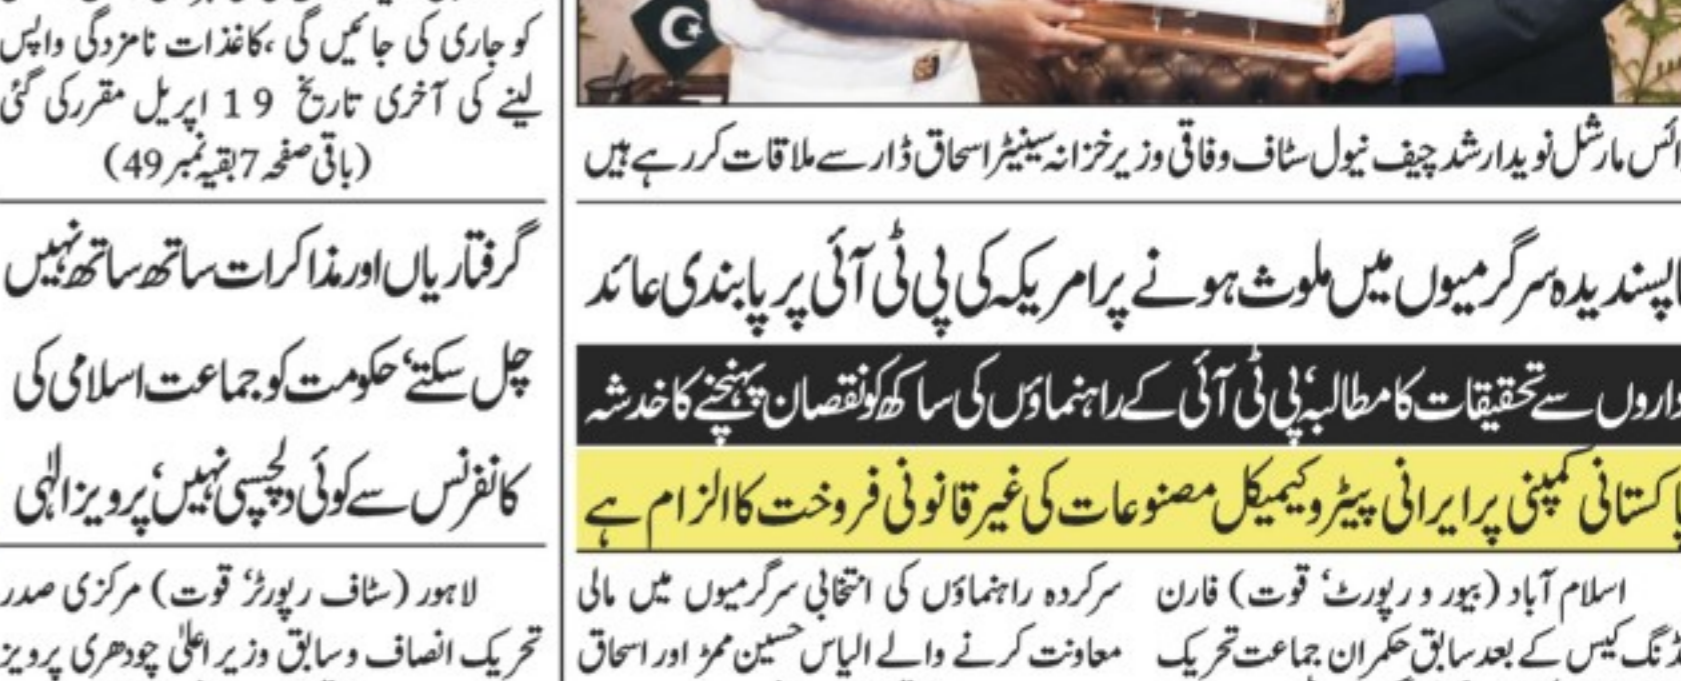 ائس مارشل نوید ارشد چیف نیول سٹاف وفاقی وزیر خزانہ سینیٹر اسحاق ڈار سے ملاقات کر رہے ہیں
ناپسندیدہ سرگرمیوں میں ملوث ہونے پر امریکہ کی پی ٹی آئی پر پابندی عائد
داروں سے تحقیقات کا مطالبہ، پی ٹی آئی کے راہنماؤں کی ساکھ کو نقصان پہنچنے کا خدشہ
پاکستانی کمپنی پر ایرانی پیٹرو کیمیکل مصنوعات کی غیر قانونی فروخت کا الزام ہے
اسلام آباد (بیورو رپورٹ، قوت) فارن
ڈنگ کیس کے بعد سابق حکمران جماعت تحریک
سرکردہ راہنماؤں کی انتخابی سرگرمیوں میں مالی
معاونت کرنے والے الیاس حسین ممڑ اور اسحاق
کو جاری کی جائیں گی، کاغذات نامزدگی واپس
لینے کی آخری تاریخ 19 اپریل مقرر کی گئی
(باقی صفحہ 7 بقیہ نمبر 49)
گرفتاریاں اور مذاکرات ساتھ ساتھ نہیں
چل سکتے، حکومت کو جماعت اسلامی کی
کانفرنس سے کوئی دلچسپی نہیں، پرویز الٰہی
لاہور (سٹاف رپورٹر، قوت) مرکزی صدر
تحریک انصاف و سابق وزیر اعلیٰ چودھری پرویز